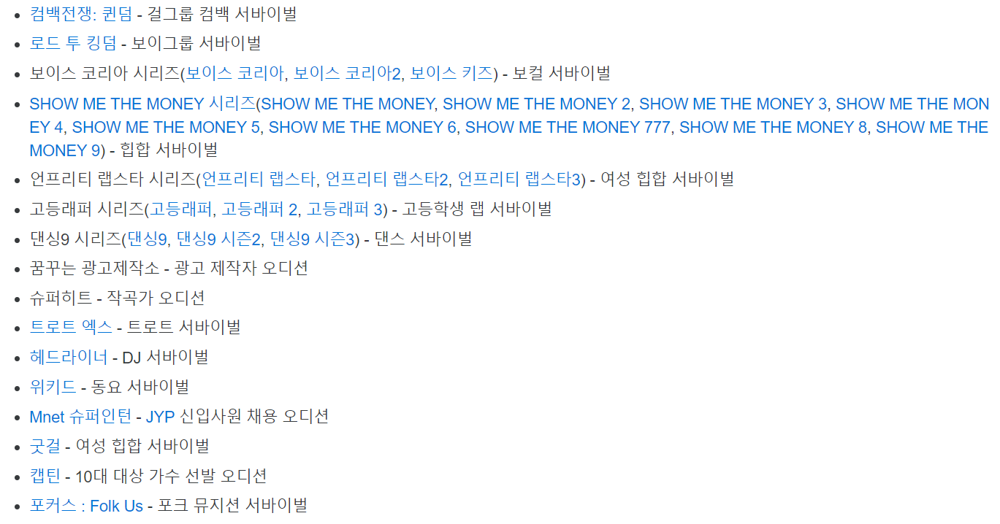 • 컴백전쟁: 퀸덤 - 걸그룹 컴백 서바이벌
• 로드 투 킹덤 - 보이그룹 서바이벌
• 보이스 코리아 시리즈(보이스 코리아, 보이스 코리아2, 보이스 키즈) - 보컬 서바이벌
• SHOW ME THE MONEY 시리즈(SHOW ME THE MONEY, SHOW ME THE MONEY 2, SHOW ME THE MONEY 3, SHOW ME THE MON
EY 4, SHOW ME THE MONEY 5, SHOW ME THE MONEY 6, SHOW ME THE MONEY 777, SHOW ME THE MONEY 8, SHOW ME THE
MONEY 9) - 힙합 서바이벌
• 언프리티 랩스타 시리즈(언프리티 랩스타, 언프리티 랩스타2, 언프리티 랩스타3) - 여성 힙합 서바이벌
• 고등래퍼 시리즈(고등래퍼, 고등래퍼 2, 고등래퍼 3) - 고등학생 랩 서바이벌
• 댄싱9 시리즈(댄싱9, 댄싱9 시즌2, 댄싱9 시즌3) - 댄스 서바이벌
• 꿈꾸는 광고제작소 - 광고 제작자 오디션
• 슈퍼히트 - 작곡가 오디션
• 트로트 엑스 - 트로트 서바이벌
• 헤드라이너 - DJ 서바이벌
• 위키드 - 동요 서바이벌
• Mnet 슈퍼인턴 - JYP 신입사원 채용 오디션
• 굿걸 - 여성 힙합 서바이벌
• 캡틴 - 10대 대상 가수 선발 오디션
• 포커스 : Folk Us - 포크 뮤지션 서바이벌